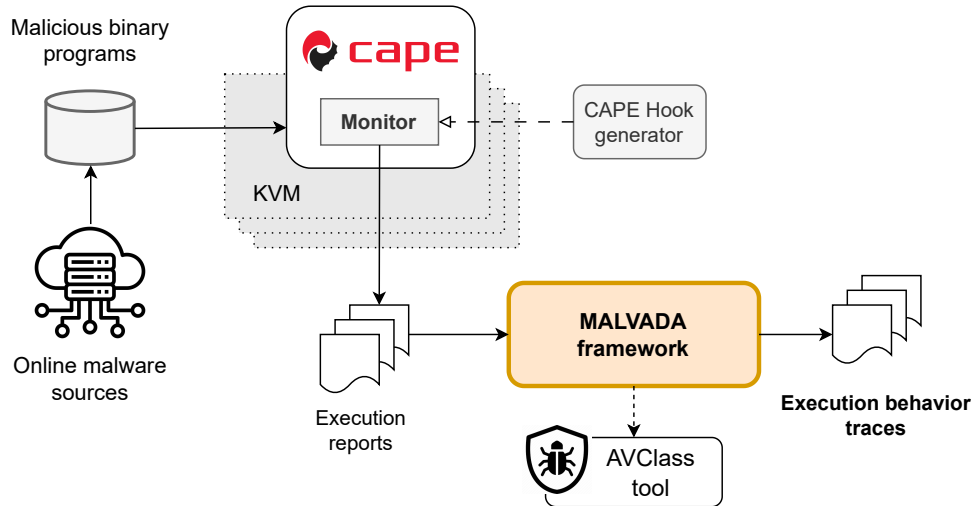 Malicious binary
programs
cape
Monitor
CAPE Hook
generator
KVM
Online malware
sources
Execution
reports
MALVADA
framework
Execution behavior
traces
AVClass
tool